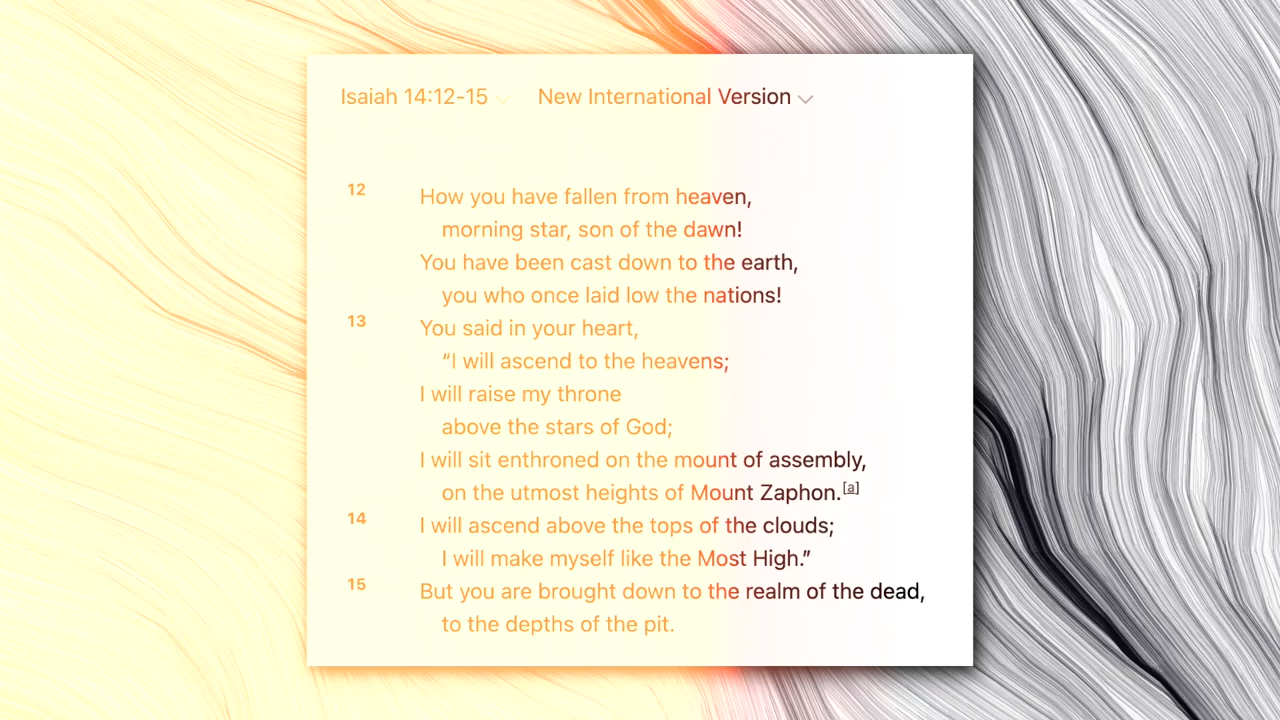 Isaiah 14:12-15 New International Version
12 How you have fallen from heaven,
morning star, son of the dawn!
You have been cast down to the earth,
you who once laid low the nations!
13 You said in your heart,
“I will ascend to the heavens;
I will raise my throne
above the stars of God;
I will sit enthroned on the mount of assembly,
on the utmost heights of Mount Zaphon.[a]
14 I will ascend above the tops of the clouds;
I will make myself like the Most High.”
15 But you are brought down to the realm of the dead,
to the depths of the pit.